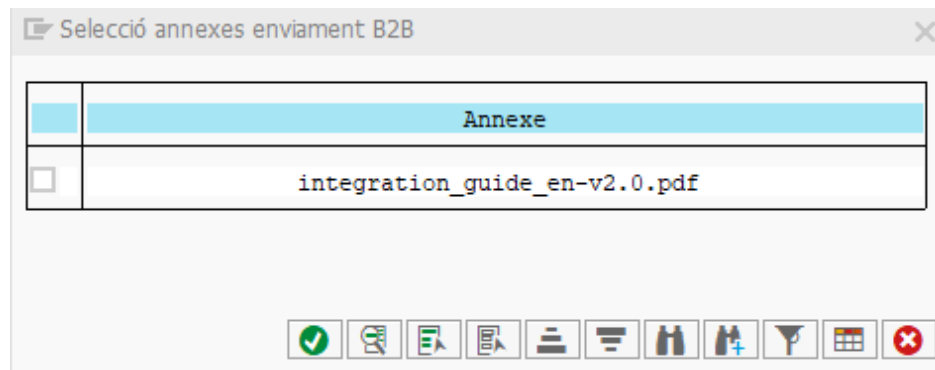 Selecció annexes enviament B2B
Annexe
integration_guide_en-v2.0.pdf